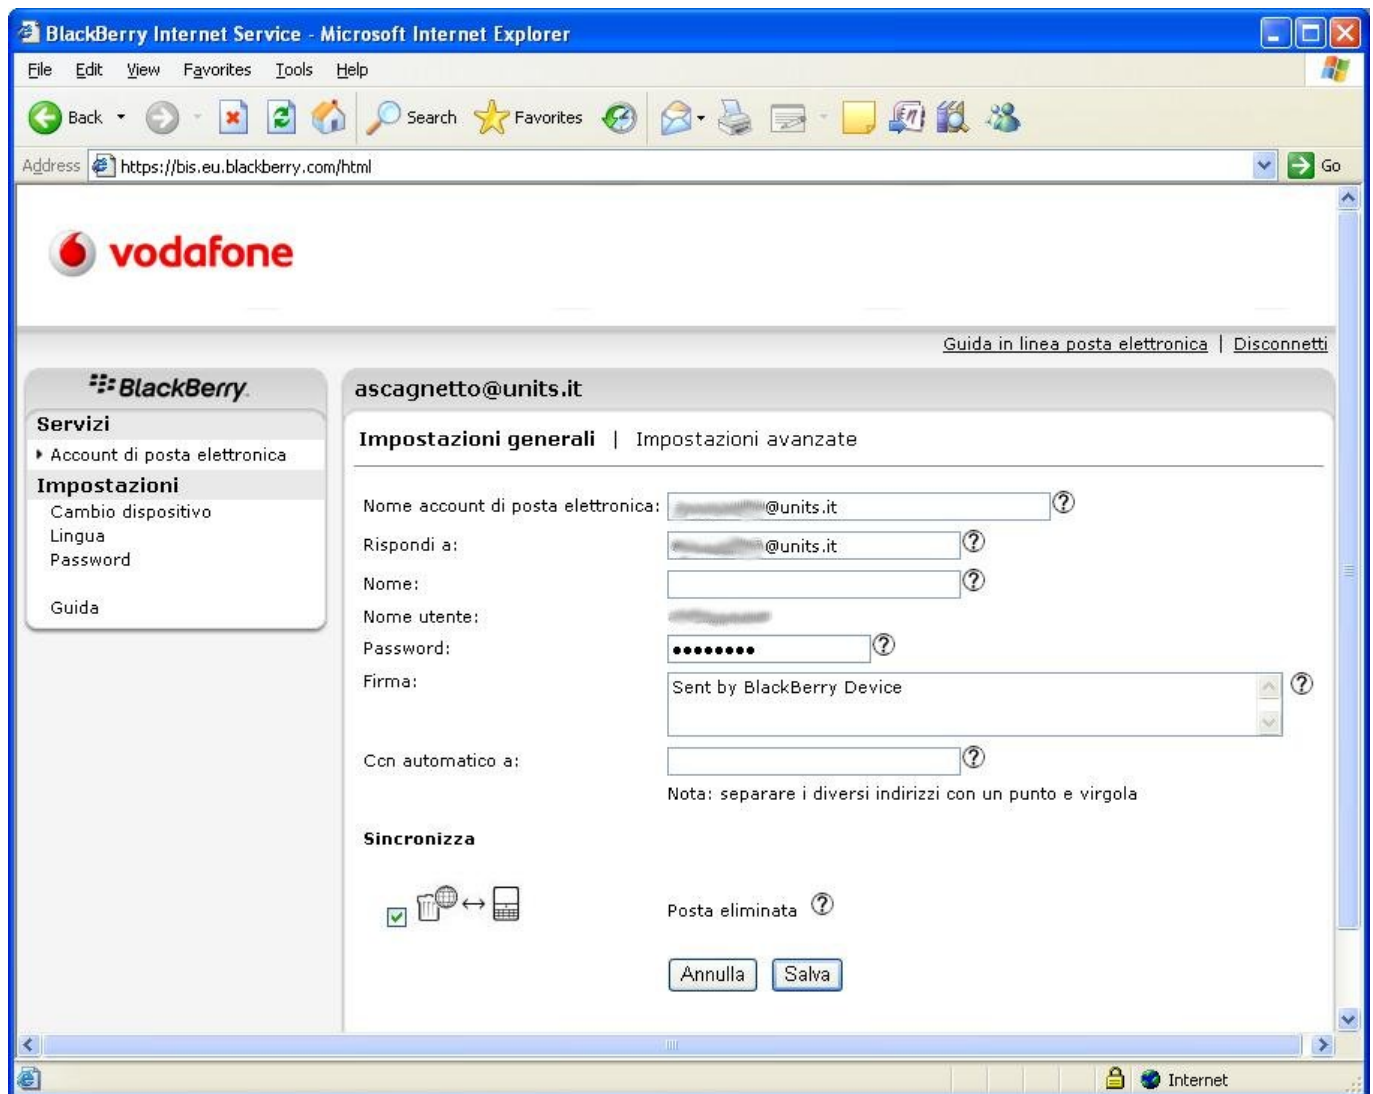 BlackBerry Internet Service - Microsoft Internet Explorer
File Edit View Favorites Tools Help
Back Search Favorites
Address https://bis.eu.blackberry.com/html Go
vodafone
Guida in linea posta elettronica | Disconnetti
BlackBerry.
ascagnetto@units.it
Servizi
Account di posta elettronica
Impostazioni
Cambio dispositivo
Lingua
Password
Guida
Impostazioni generali | Impostazioni avanzate
Nome account di posta elettronica: @units.it ?
Rispondi a: @units.it ?
Nome: ?
Nome utente:
Password: •••••••• ?
Firma: Sent by BlackBerry Device ?
Ccn automatico a: ?
Nota: separare i diversi indirizzi con un punto e virgola
Sincronizza
Posta eliminata ?
Annulla Salva
Internet